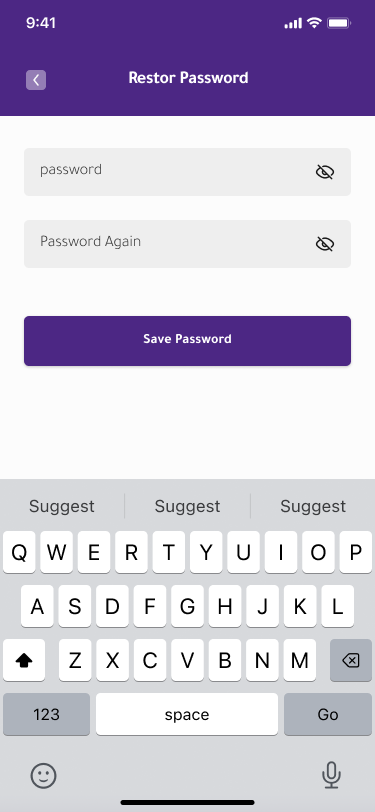 9:41
Restor Password
password
Password Again
Save Password
Suggest Suggest Suggest
Q W E R T Y U I O P
A S D F G H J K L
Z X C V B N M
123 space Go